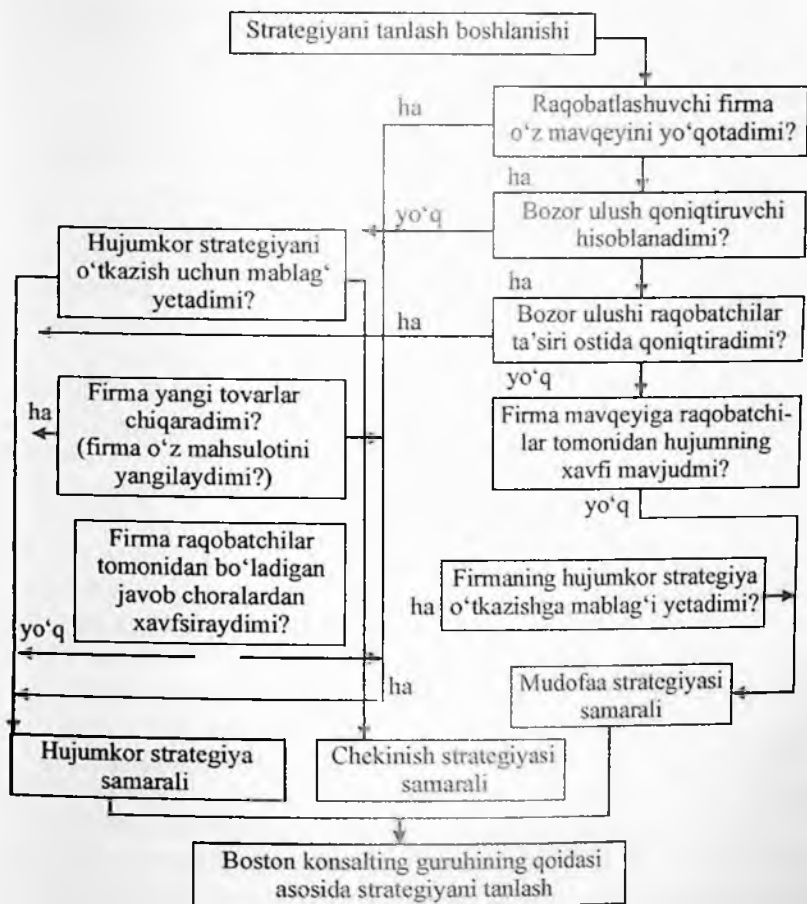 Strategiyani tanlash boshlanishi
ha
Raqobatlashuvchi firma
o‘z mavqeyini yo‘qotadimi?
ha
yo‘q
Bozor ulush qoniqtiruvchi
hisoblanadimi?
Hujumkor strategiyani
o‘tkazish uchun mablag‘
yetadimi?
ha
ha
Bozor ulushi raqobatchilar
ta’siri ostida qoniqtiradimi?
yo‘q
ha
Firma yangi tovarlar
chiqaradimi?
(firma o‘z mahsulotini
yangilaydimi?)
Firma mavqeyiga raqobatchi-
lar tomonidan hujumning
xavfi mavjudmi?
yo‘q
Firma raqobatchilar
tomonidan bo‘ladigan
javob choralardan
xavfsiraydimi?
yo‘q
Firmaning hujumkor strategiya
ha
o‘tkazishga mablag‘i yetadimi?
ha
Mudofaa strategiyasi
samarali
Hujumkor strategiya
samarali
Chekinish strategiyasi
samarali
Boston konsalting guruhining qoidasi
asosida strategiyani tanlash